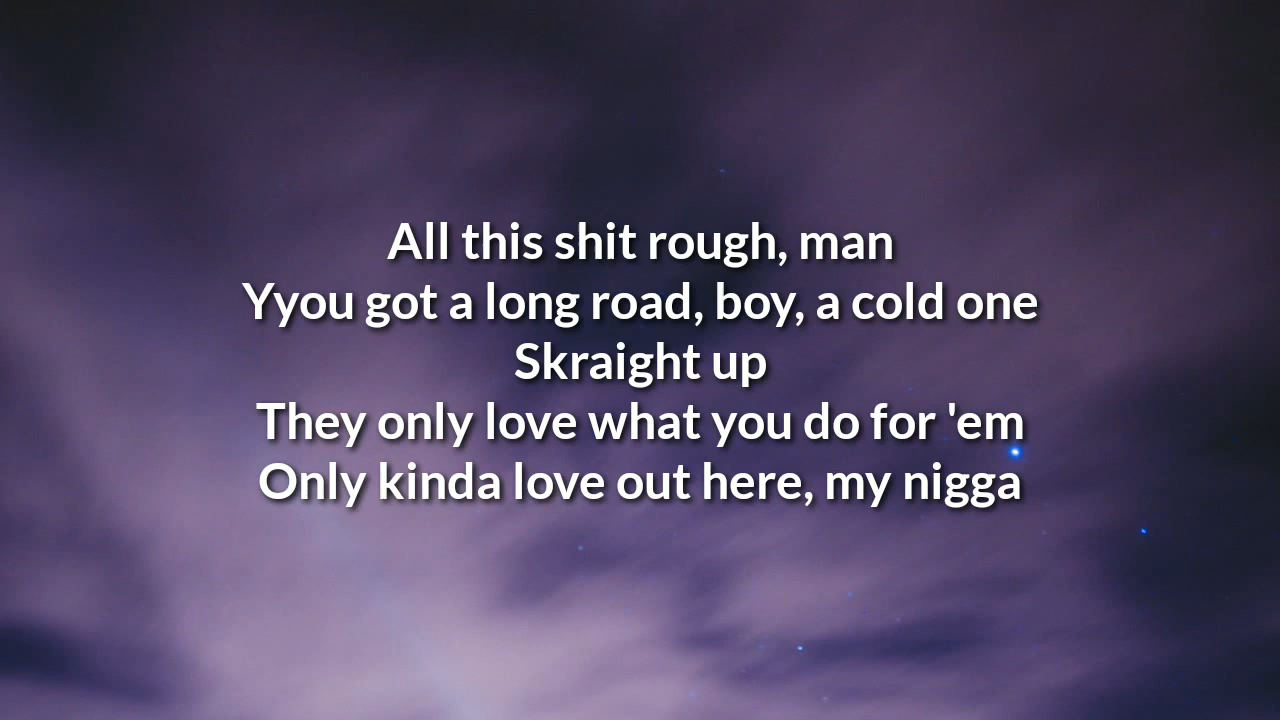 All this shit rough, man
Yyou got a long road, boy, a cold one
Skraight up
They only love what you do for 'em
Only kinda love out here, my nigga